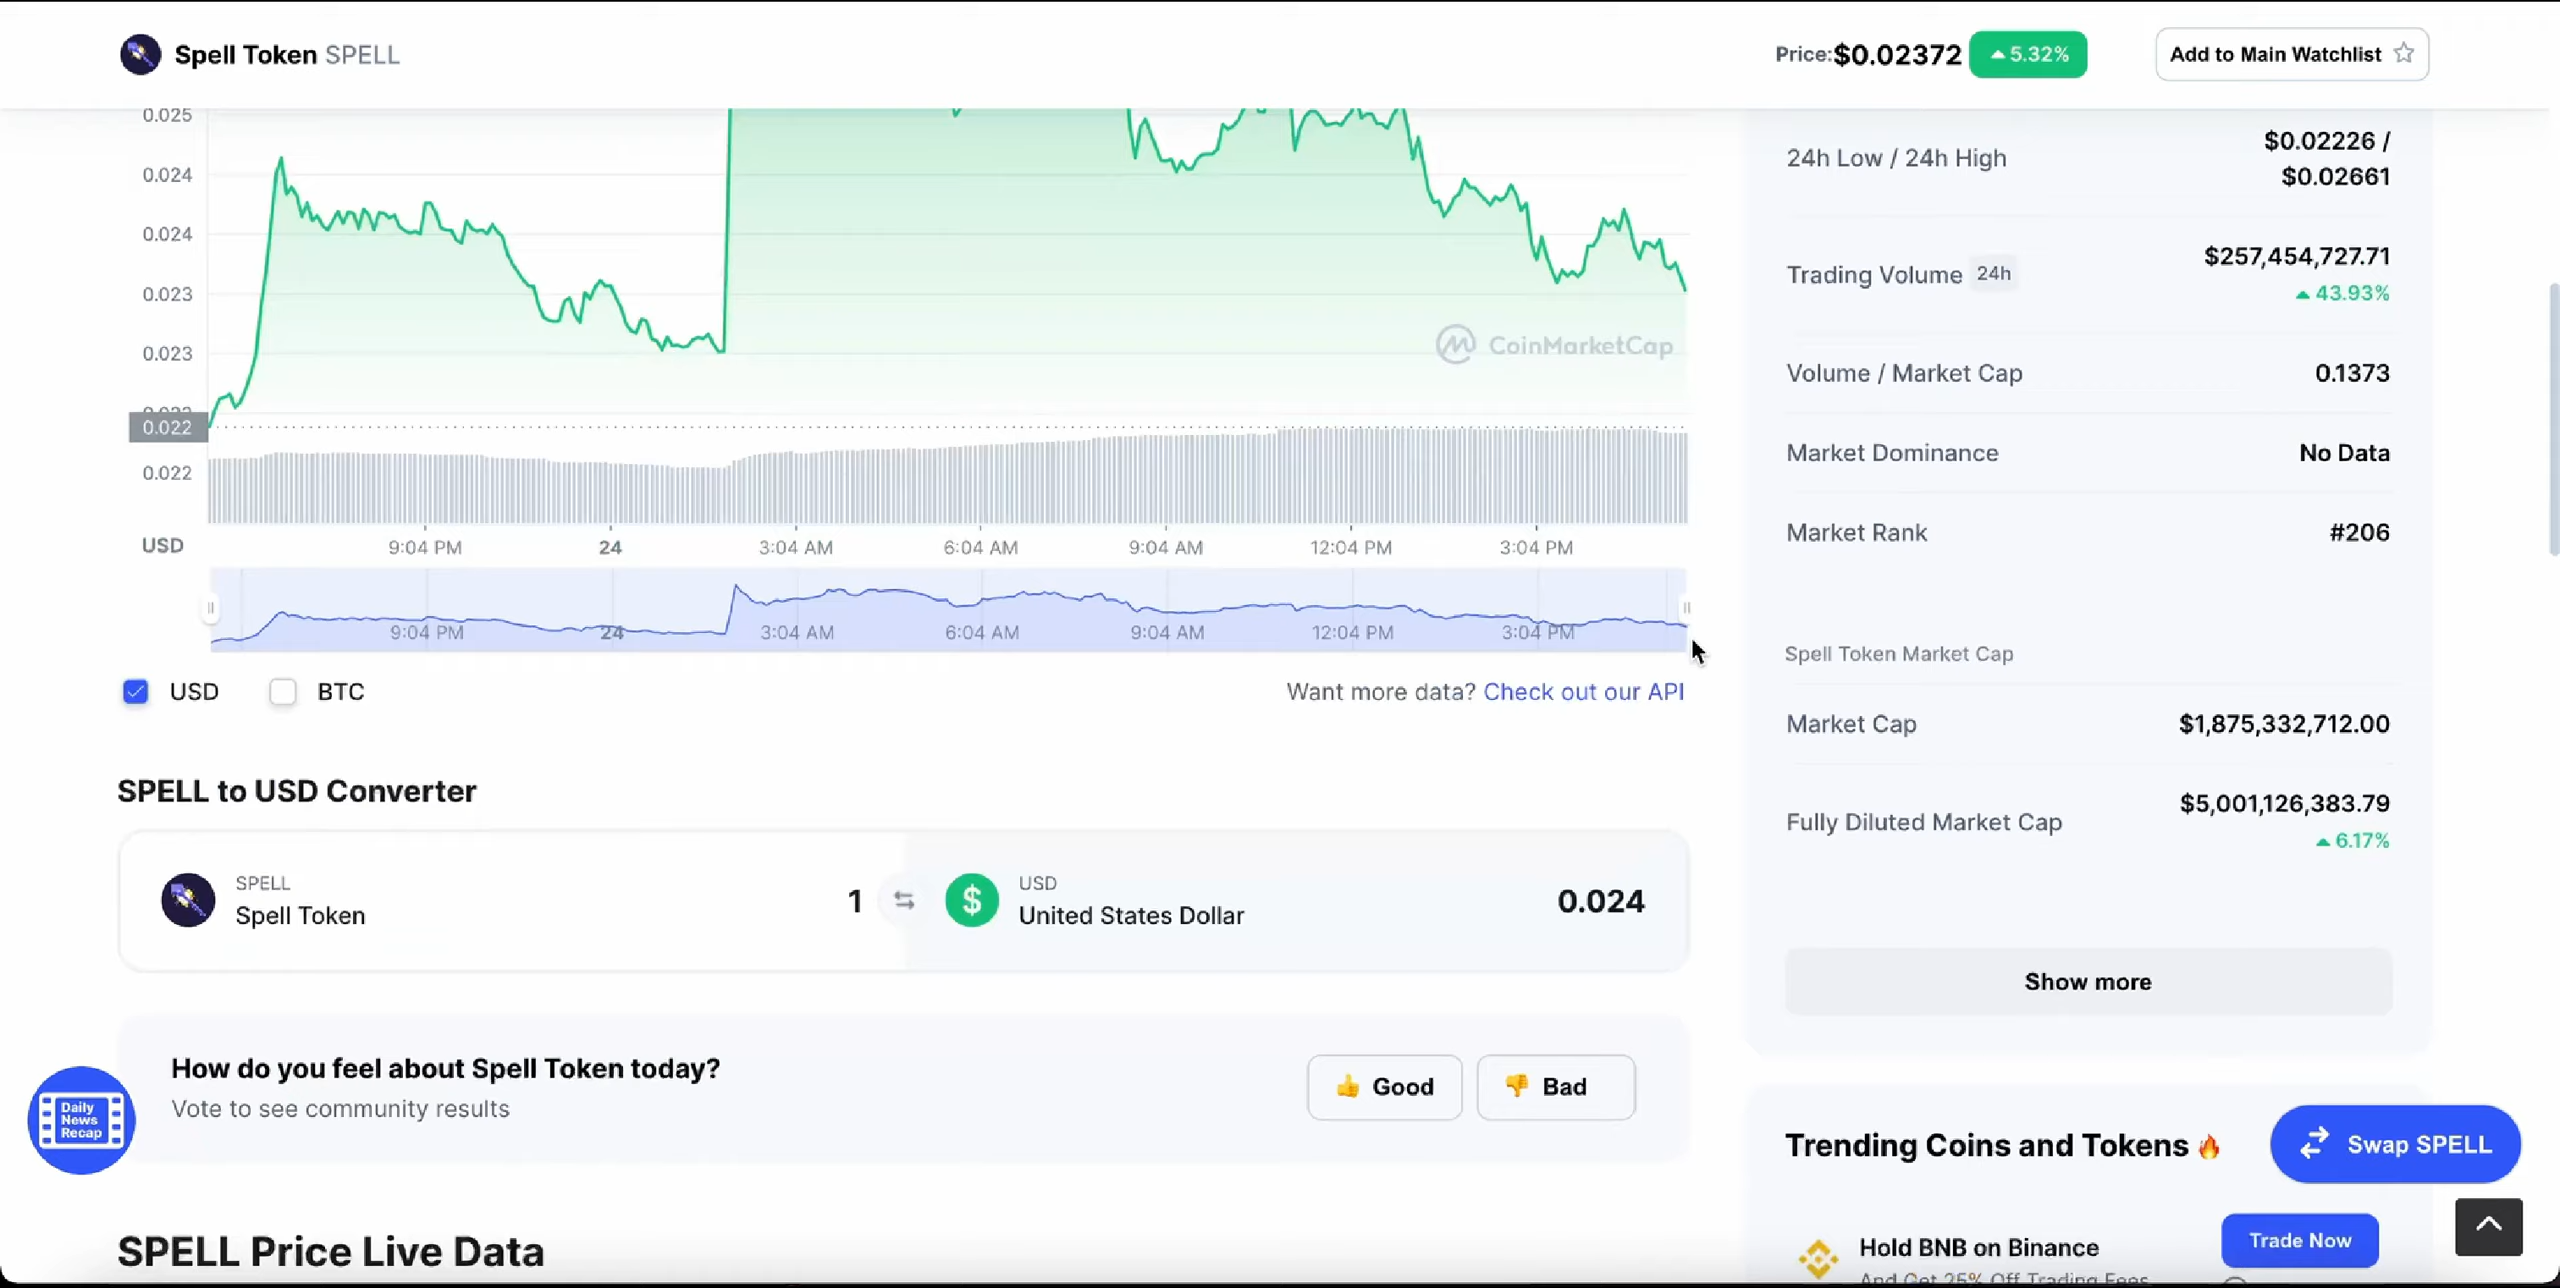 Spell Token SPELL
Price:$0.02372 5.32%
Add to Main Watchlist
0.025
0.024
0.024
0.023
0.023
0.022
0.022
CoinMarketCap
USD 9:04 PM 24 3:04 AM 6:04 AM 9:04 AM 12:04 PM 3:04 PM
9:04 PM 24 3:04 AM 6:04 AM 9:04 AM 12:04 PM 3:04 PM
USD BTC
Want more data? Check out our API
SPELL to USD Converter
SPELL
Spell Token
1
$
USD
United States Dollar
0.024
How do you feel about Spell Token today?
Vote to see community results
👍 Good
👎 Bad
Daily
News
Recap
SPELL Price Live Data
24h Low / 24h High
$0.02226 /
$0.02661
Trading Volume 24h
$257,454,727.71
43.93%
Volume / Market Cap 0.1373
Market Dominance No Data
Market Rank #206
Spell Token Market Cap
Market Cap $1,875,332,712.00
Fully Diluted Market Cap
$5,001,126,383.79
6.17%
Show more
Trending Coins and Tokens 🔥
Swap SPELL
Hold BNB on Binance
And Get 25% Off Trading Fees
Trade Now